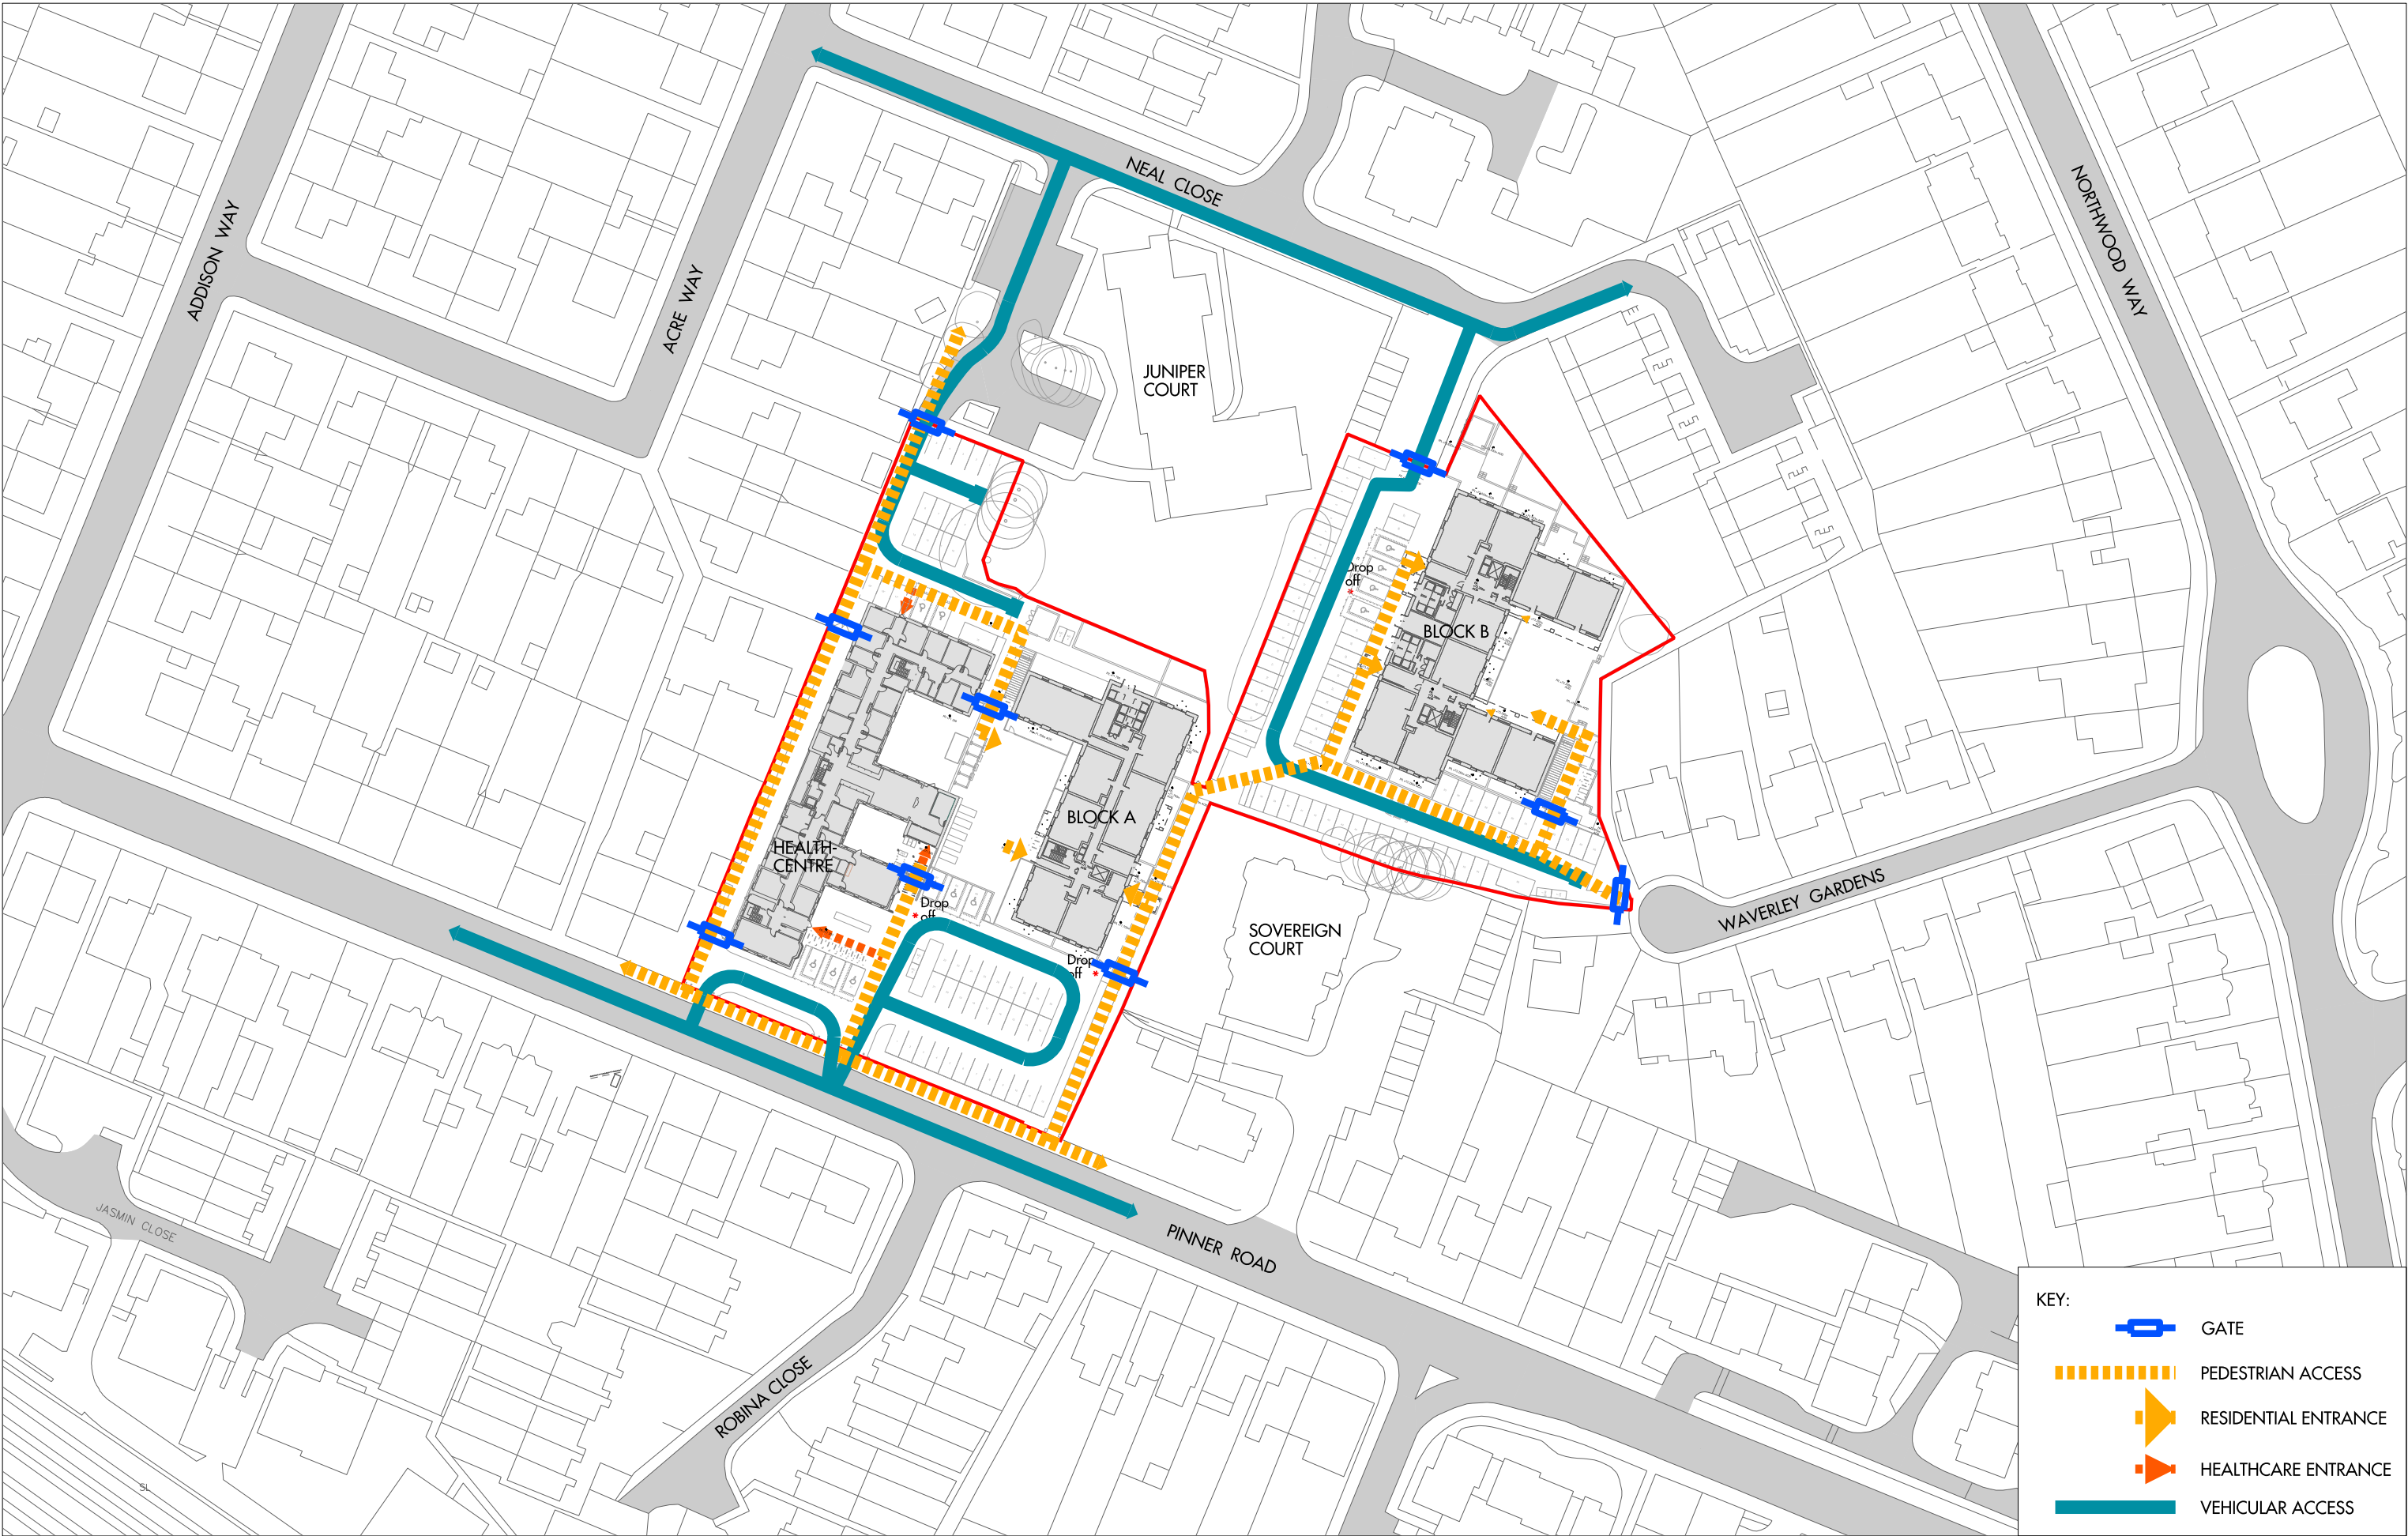 NEAL CLOSE
ADDISON WAY
ACRE WAY
NORTHWOOD WAY
JUNIPER
COURT
Drop
off
*
BLOCK B
BLOCK A
HEALTH-
CENTRE
Drop
off
*
Drop
off
*
SOVEREIGN
COURT
WAVERLEY GARDENS
JASMIN CLOSE
PINNER ROAD
ROBINA CLOSE
SL
KEY:
GATE
PEDESTRIAN ACCESS
RESIDENTIAL ENTRANCE
HEALTHCARE ENTRANCE
VEHICULAR ACCESS